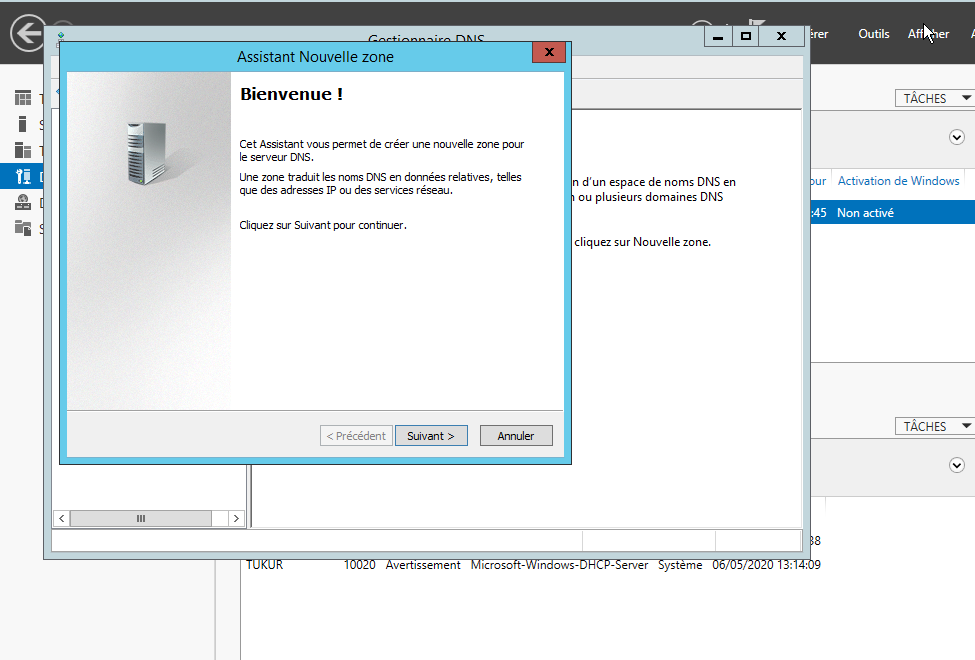 Gestionnaire DNS
Outils
Afficher
Assistant Nouvelle zone
x
Bienvenue !
Cet Assistant vous permet de créer une nouvelle zone pour
le serveur DNS.
Une zone traduit les noms DNS en données relatives, telles
que des adresses IP ou des services réseau.
Cliquez sur Suivant pour continuer.
< Précédent
Suivant >
Annuler
d'un espace de noms DNS en
ou plusieurs domaines DNS
cliquez sur Nouvelle zone.
TÂCHES
Activation de Windows
:45 Non activé
TÂCHES
TUKUR 10020 Avertissement Microsoft-Windows-DHCP-Server Système 06/05/2020 13:14:09